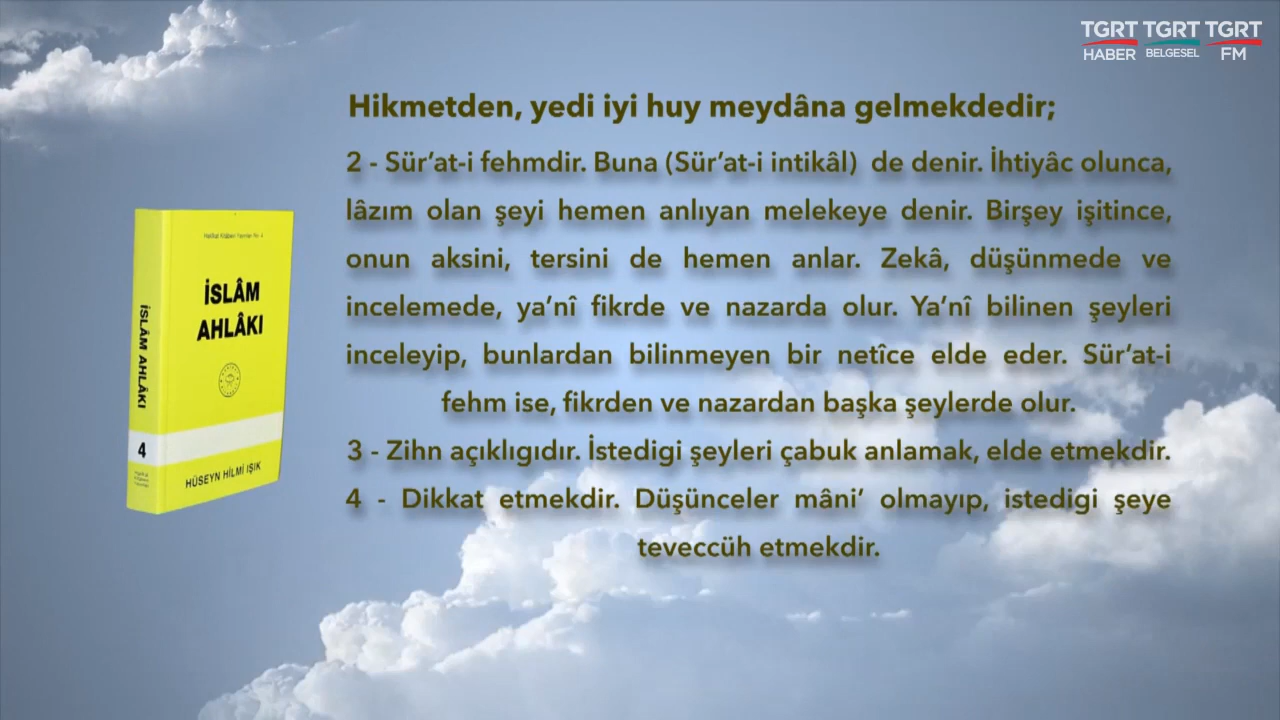 TGRT TGRT TGRT
HABER BELGESEL FM
Hikmetden, yedi iyi huy meydâna gelmekdedir;
2 - Sür’at-i fehmdir. Buna (Sür’at-i intikâl) de denir. İhtiyâc olunca,
lâzım olan şeyi hemen anlıyan melekeye denir. Birşey işitince,
onun aksini, tersini de hemen anlar. Zekâ, düşünmede ve
incelemede, ya’nî fikrde ve nazarda olur. Ya’nî bilinen şeyleri
inceleyip, bunlardan bilinmeyen bir netîce elde eder. Sür’at-i
fehm ise, fikrden ve nazardan başka şeylerde olur.
3 - Zihn açıklıgıdır. İstedigi şeyleri çabuk anlamak, elde etmekdir.
4 - Dikkat etmekdir. Düşünceler mâni’ olmayıp, istedigi şeye
teveccüh etmekdir.
Hakîkat Kitâbevi Yayınları No: 4
İSLÂM
AHLÂKI
HÜSEYN HİLMİ IŞIK
İSLÂM AHLÂKI
4